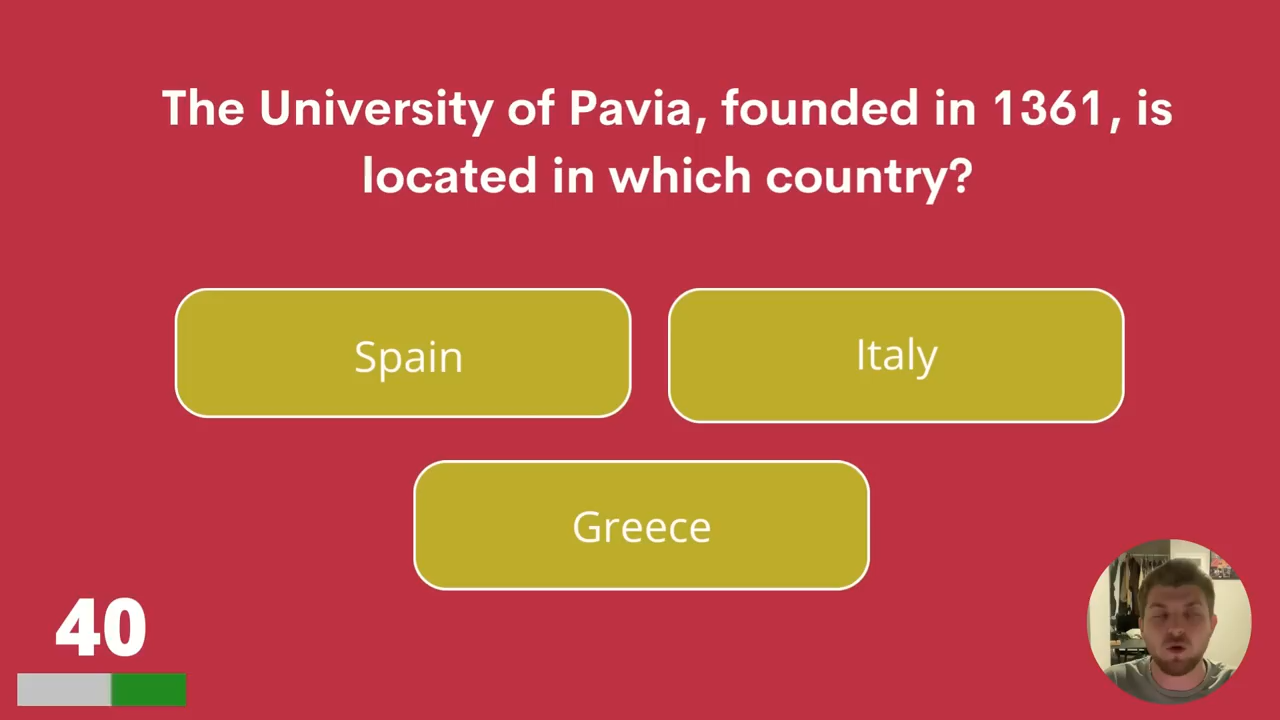 The University of Pavia, founded in 1361, is
located in which country?
Spain
Italy
Greece
40